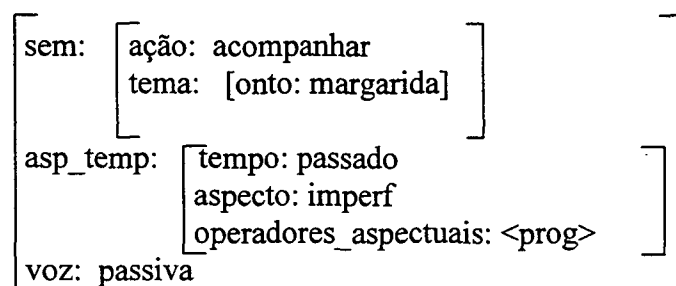 sem: ação: acompanhar
tema: [onto: margarida]
asp_temp: tempo: passado
aspecto: imperf
operadores_aspectuais: <prog>
voz: passiva